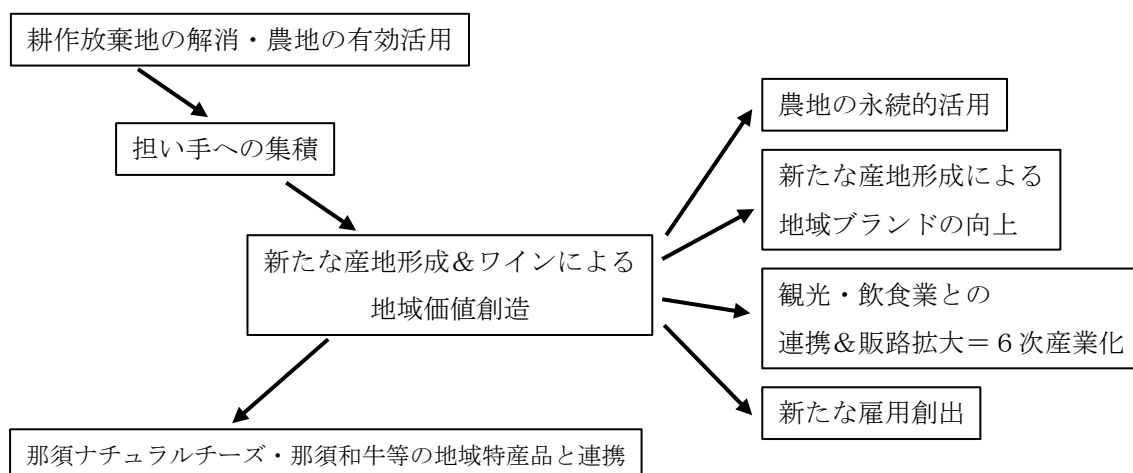 耕作放棄地の解消・農地の有効活用
担い手への集積
新たな産地形成＆ワインによる
地域価値創造
農地の永続的活用
新たな産地形成による
地域ブランドの向上
観光・飲食業との
連携＆販路拡大＝６次産業化
新たな雇用創出
那須ナチュラルチーズ・那須和牛等の地域特産品と連携